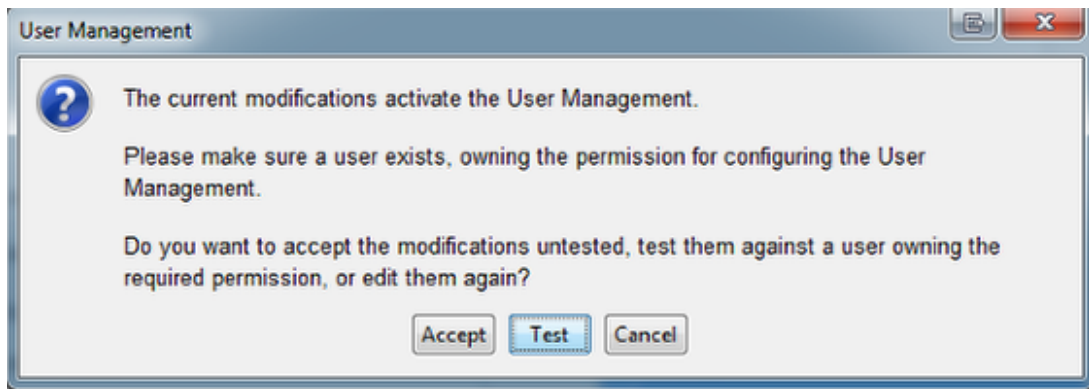 User Management
The current modifications activate the User Management.
Please make sure a user exists, owning the permission for configuring the User
Management.
Do you want to accept the modifications untested, test them against a user owning the
required permission, or edit them again?
Accept Test Cancel